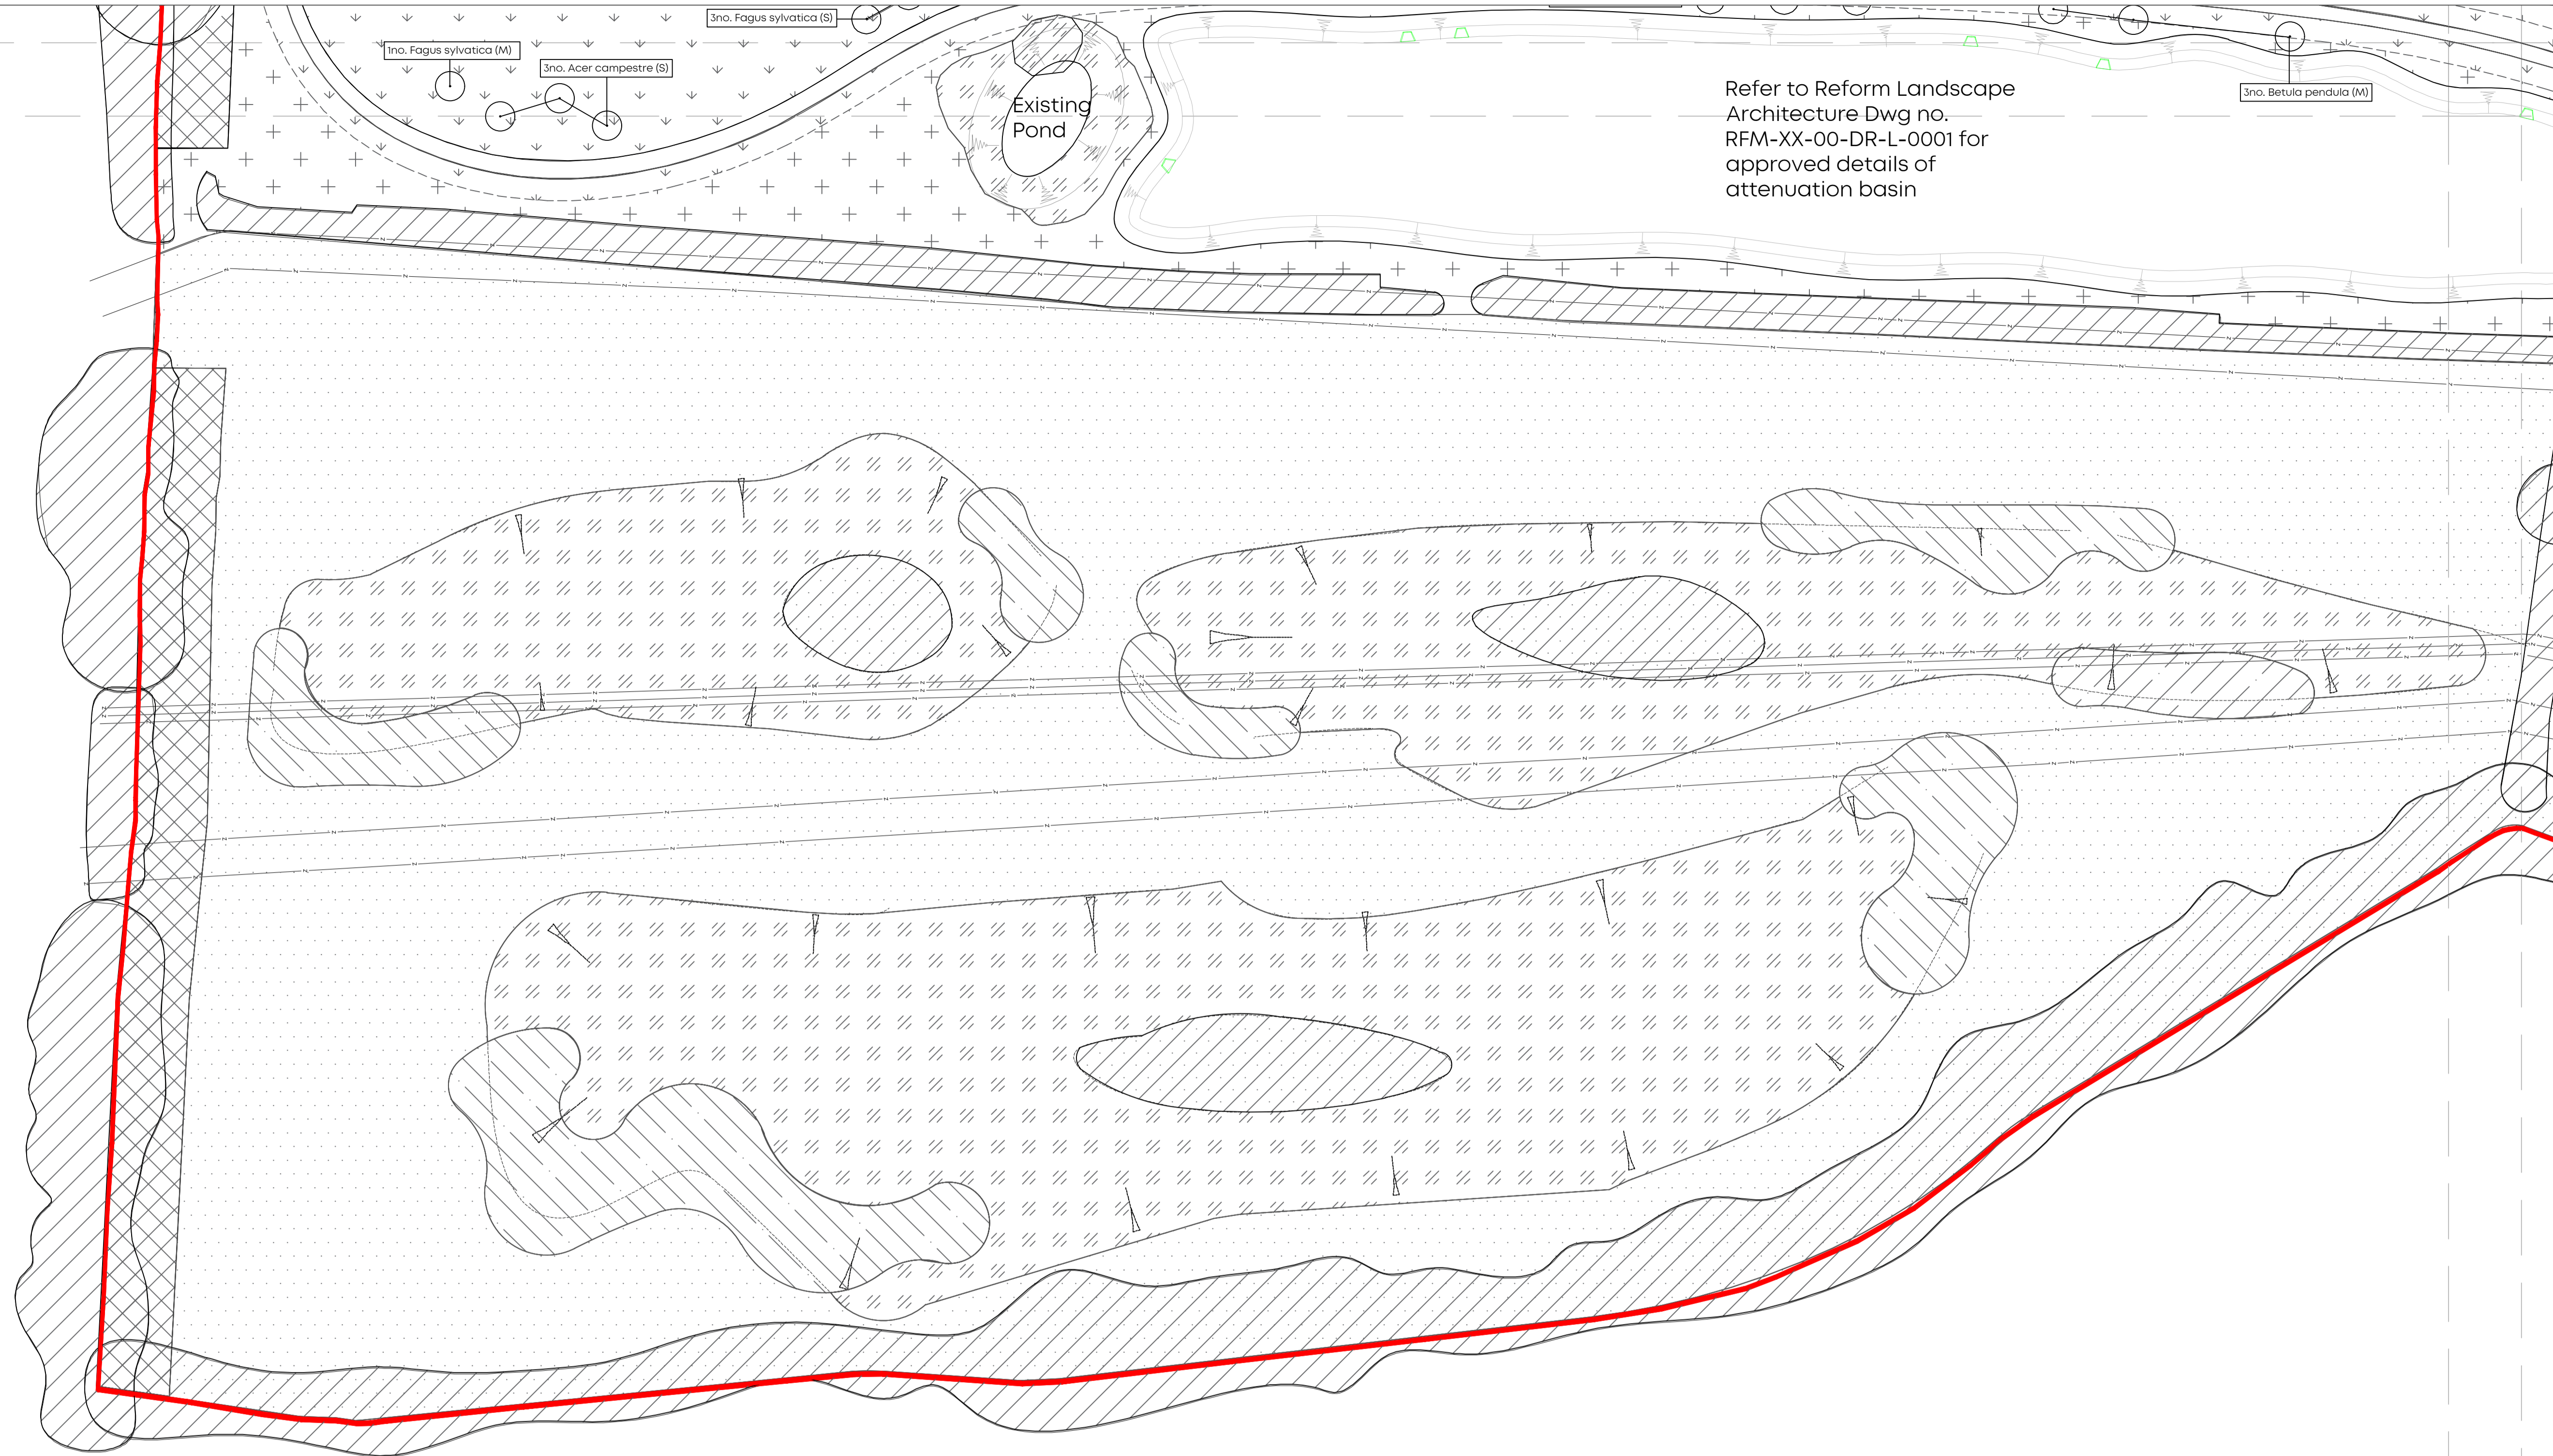 3no. Fagus sylvatica (S)
1no. Fagus sylvatica (M)
3no. Acer campestre (S)
Existing
Pond
Refer to Reform Landscape
Architecture Dwg no.
RFM-XX-00-DR-L-0001 for
approved details of
attenuation basin
3no. Betula pendula (M)